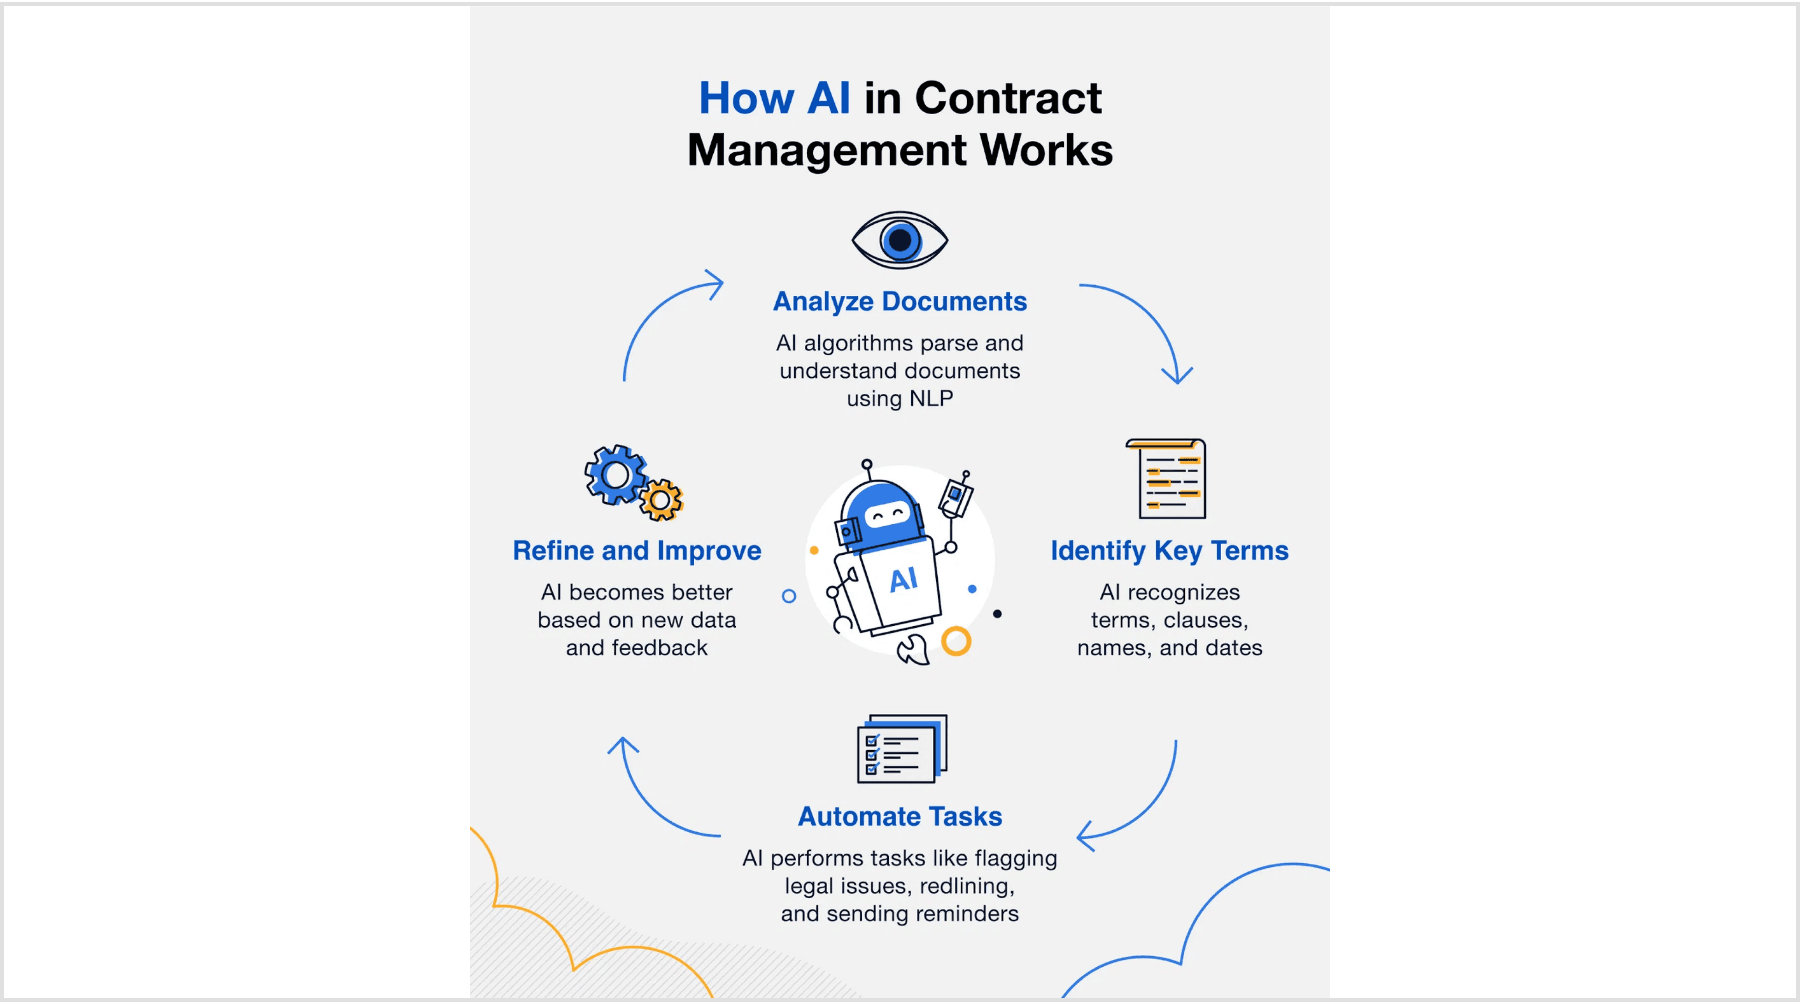 How AI in Contract
Management Works
Analyze Documents
AI algorithms parse and
understand documents
using NLP
Refine and Improve
AI becomes better
based on new data
and feedback
AI
Identify Key Terms
AI recognizes
terms, clauses,
names, and dates
Automate Tasks
AI performs tasks like flagging
legal issues, redlining,
and sending reminders